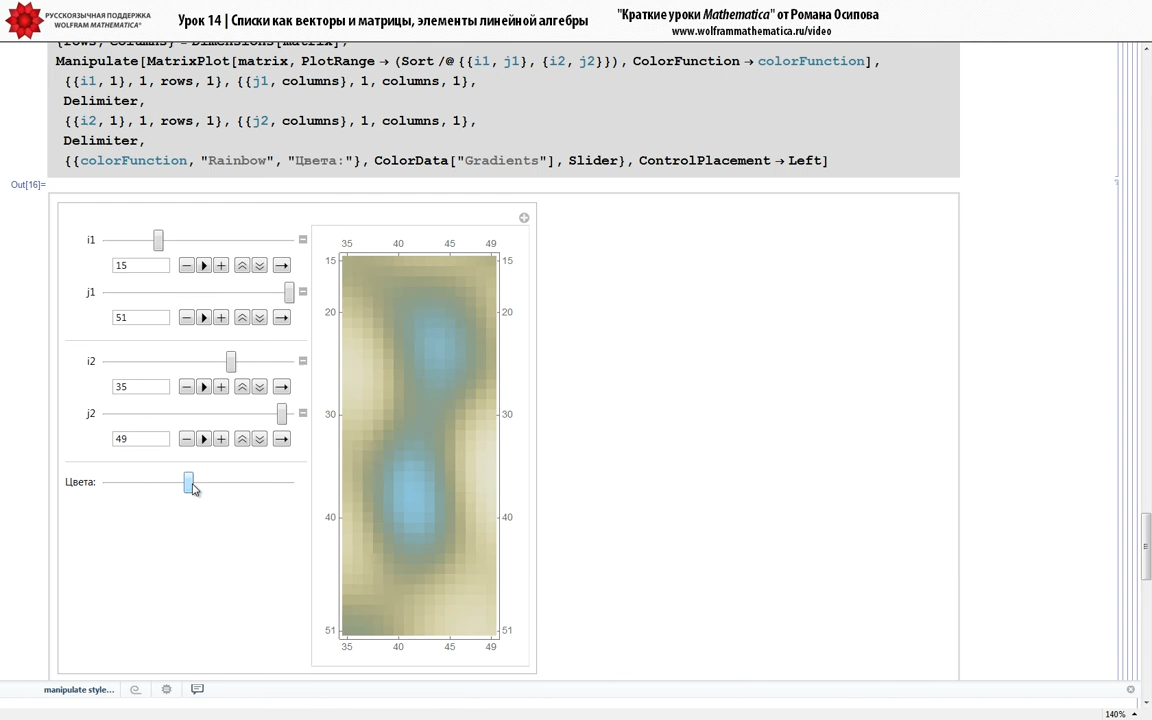 РУССКОЯЗЫЧНАЯ ПОДДЕРЖКА
WOLFRAM MATHEMATICA®
Урок 14 | Списки как векторы и матрицы, элементы линейной алгебры
"Краткие уроки Mathematica" от Романа Осипова
www.wolframmathematica.ru/video
{rows, columns} = Dimensions[matrix];
Manipulate[MatrixPlot[matrix, PlotRange → (Sort /@ {{i1, j1}, {i2, j2}}), ColorFunction → colorFunction],
{{i1, 1}, 1, rows, 1}, {{j1, columns}, 1, columns, 1},
Delimiter,
{{i2, 1}, 1, rows, 1}, {{j2, columns}, 1, columns, 1},
Delimiter,
{{colorFunction, "Rainbow", "Цвета:"}, ColorData["Gradients"], Slider}, ControlPlacement → Left]
Out[16]=
i1
15
j1
51
i2
35
j2
49
Цвета:
35 40 45 49
15 15
20 20
30 30
40 40
51 51
35 40 45 49
manipulate style...
140%